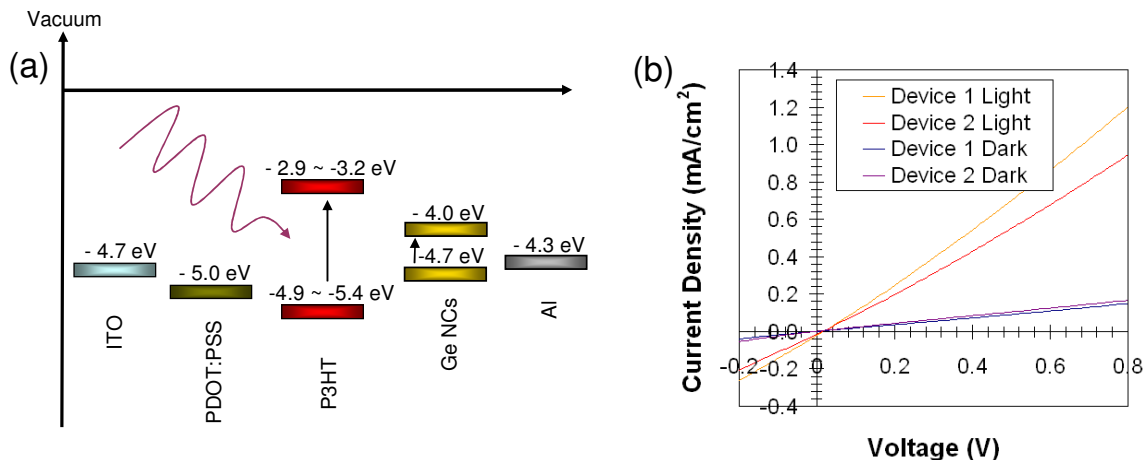 Vacuum
(a)
- 2.9 ~ -3.2 eV
- 4.0 eV
- 4.7 eV
-4.7 eV
- 4.3 eV
- 5.0 eV
-4.9 ~ -5.4 eV
ITO
PDOT:PSS
P3HT
Ge NCs
Al
(b)
Current Density (mA/cm²)
1.4
1.2
1.0
0.8
0.6
0.4
0.2
0.0
-0.2
-0.4
Device 1 Light
Device 2 Light
Device 1 Dark
Device 2 Dark
-0.2
0
0.2
0.4
0.6
0.8
Voltage (V)